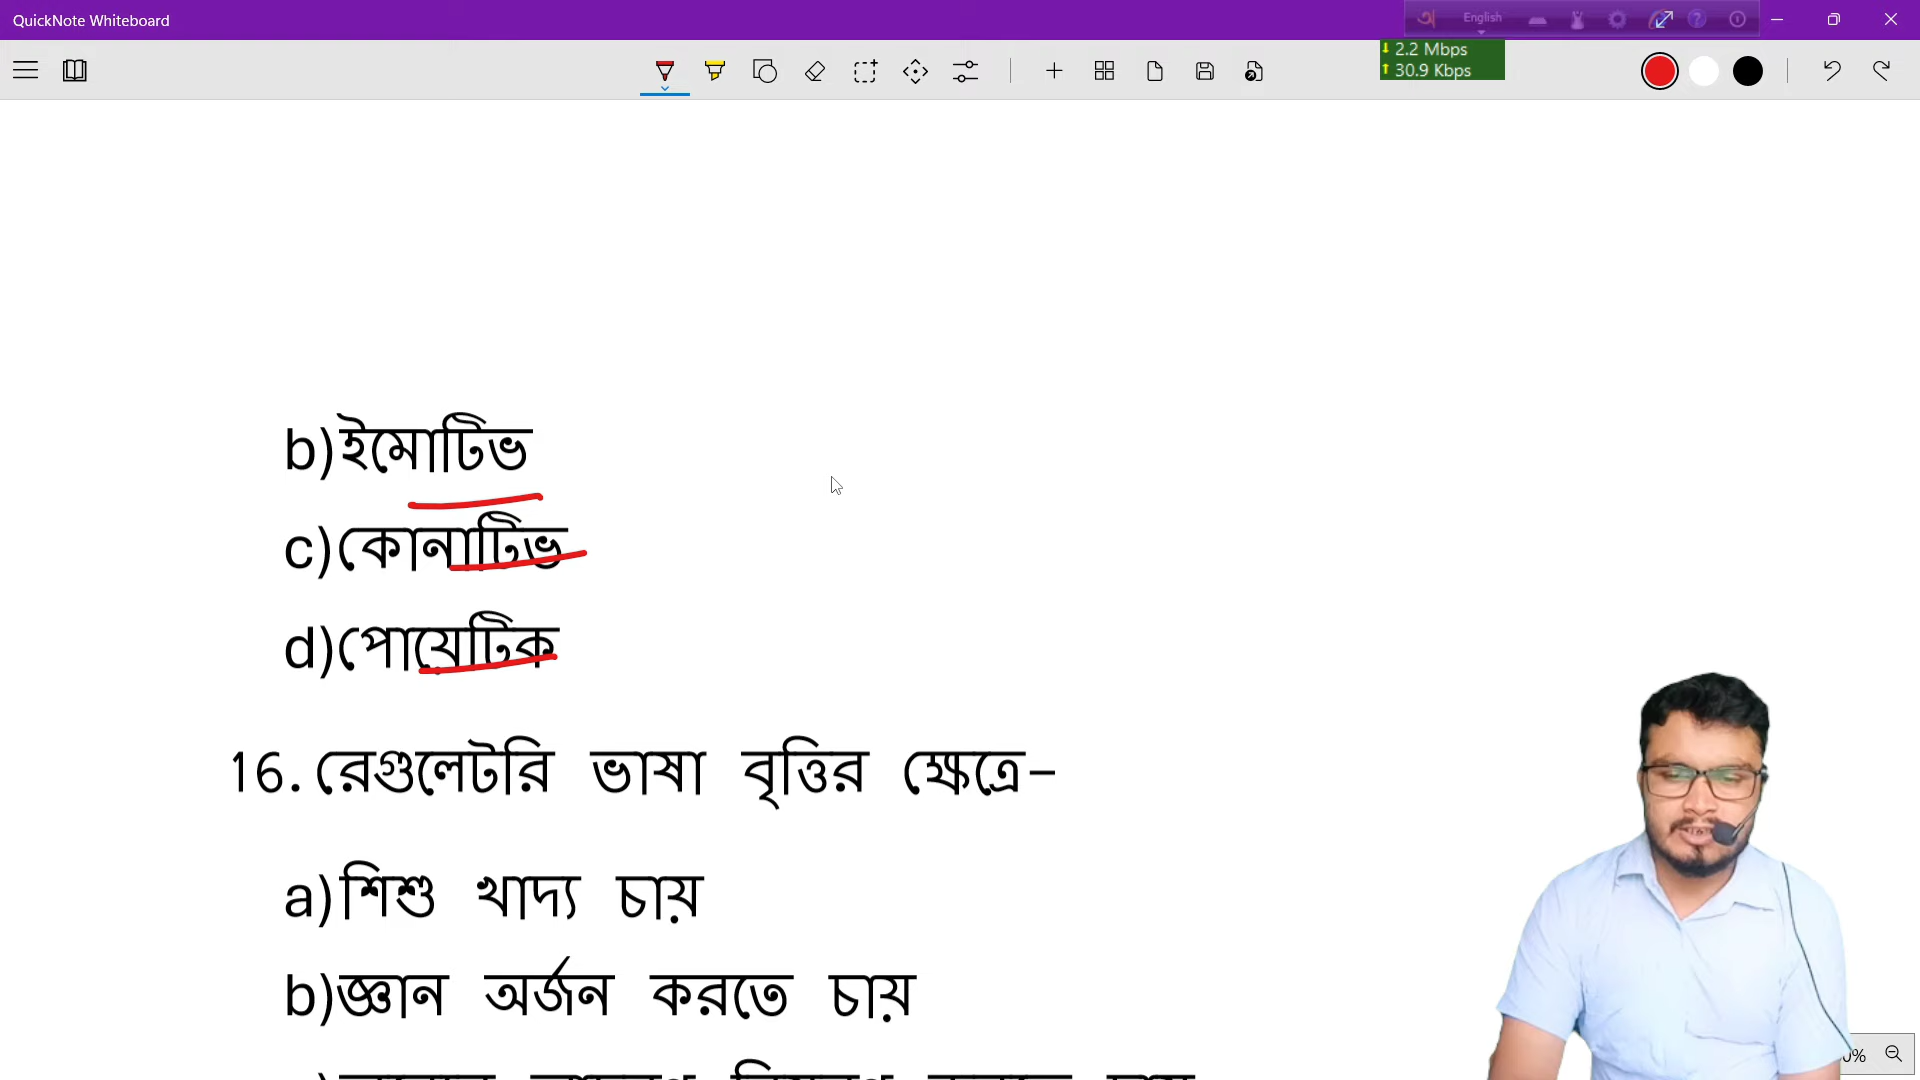 QuickNote Whiteboard
English
2.2 Mbps
30.9 Kbps
b)ইমোটিভ
c)কোনাটিভ
d)পোয়েটিক
16. রেগুলেটরি ভাষা বৃত্তির ক্ষেত্রে–
a)শিশু খাদ্য চায়
b)জ্ঞান অর্জন করতে চায়